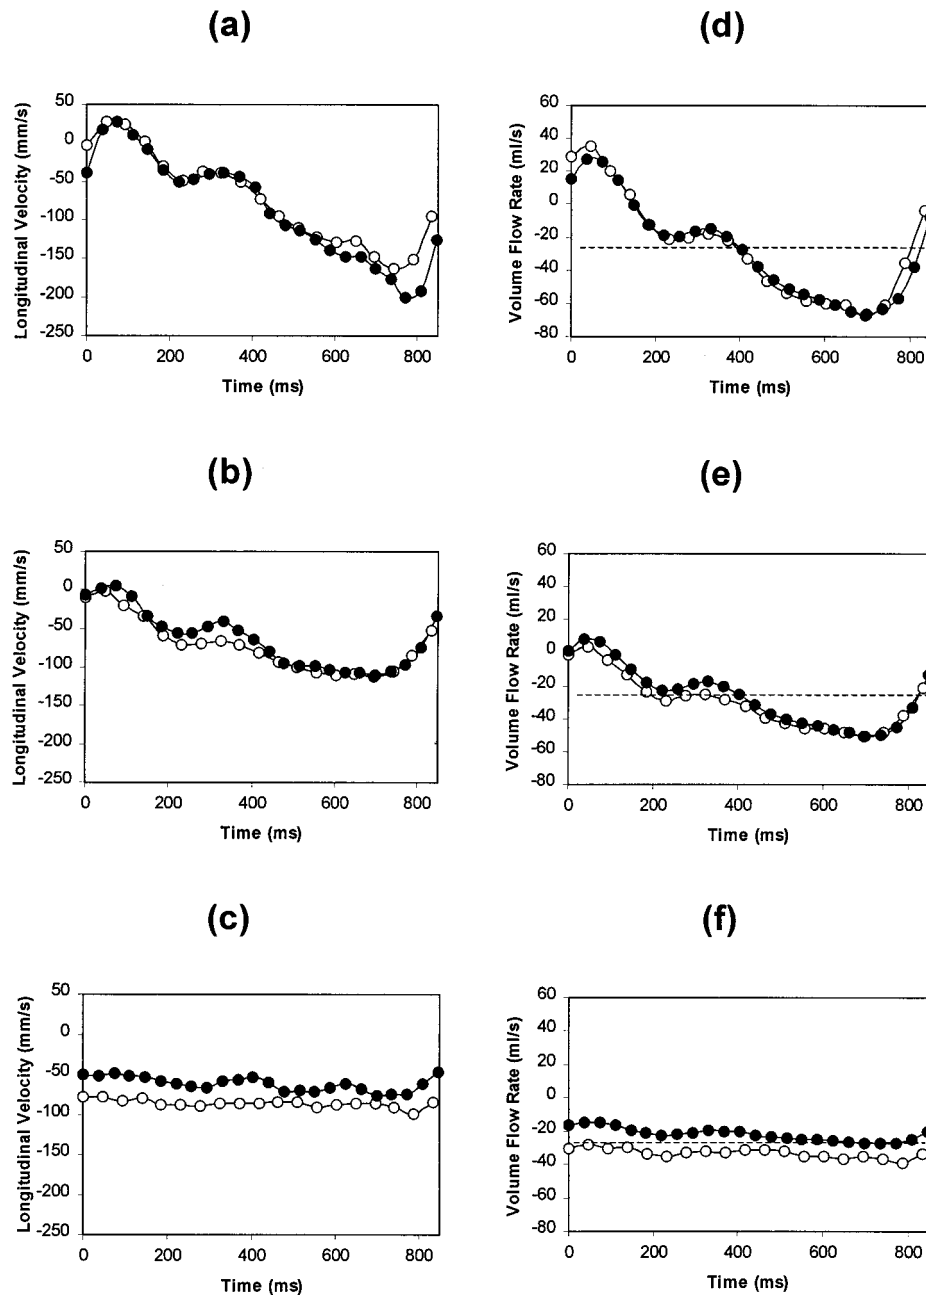 (a)
Longitudinal Velocity (mm/s)
50
0
-50
-100
-150
-200
-250
0 200 400 600 800
Time (ms)
(d)
Volume Flow Rate (ml/s)
60
40
20
0
-20
-40
-60
-80
0 200 400 600 800
Time (ms)
(b)
Longitudinal Velocity (mm/s)
50
0
-50
-100
-150
-200
-250
0 200 400 600 800
Time (ms)
(e)
Volume Flow Rate (ml/s)
60
40
20
0
-20
-40
-60
-80
0 200 400 600 800
Time (ms)
(c)
Longitudinal Velocity (mm/s)
50
0
-50
-100
-150
-200
-250
0 200 400 600 800
Time (ms)
(f)
Volume Flow Rate (ml/s)
60
40
20
0
-20
-40
-60
-80
0 200 400 600 800
Time (ms)